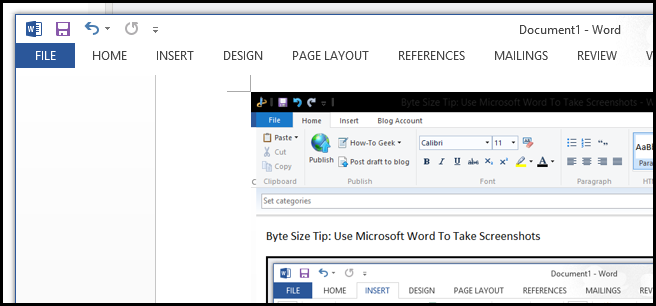 Document1 - Word
FILE HOME INSERT DESIGN PAGE LAYOUT REFERENCES MAILINGS REVIEW V
Byte Size Tip: Use Microsoft Word To Take Screenshots - W
File Home Insert Blog Account
Paste Cut Copy
Clipboard
Publish How-To Geek Post draft to blog
Publish
Calibri 11
B I U abc X₂ X² A
Font
Paragraph
AaBb
Para
HT
Set categories
Byte Size Tip: Use Microsoft Word To Take Screenshots
Document1 - Word
FILE HOME INSERT DESIGN PAGE LAYOUT REFERENCES MAILINGS